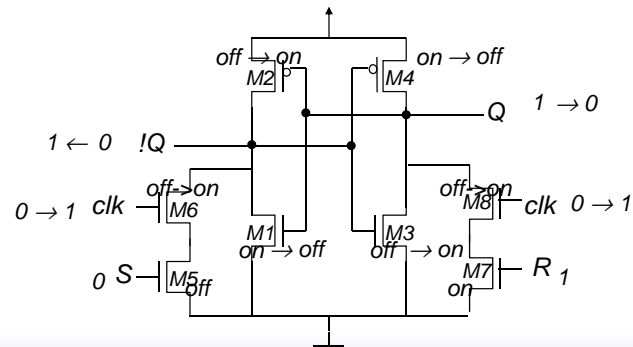 off → on
on → off
M2
M4
Q 1 → 0
1 ← 0 !Q
off->on
off->on
0 → 1 clk
M6
M8
clk 0 → 1
M1
M3
on → off
off → on
0 S
M5
off
M7
on
R 1